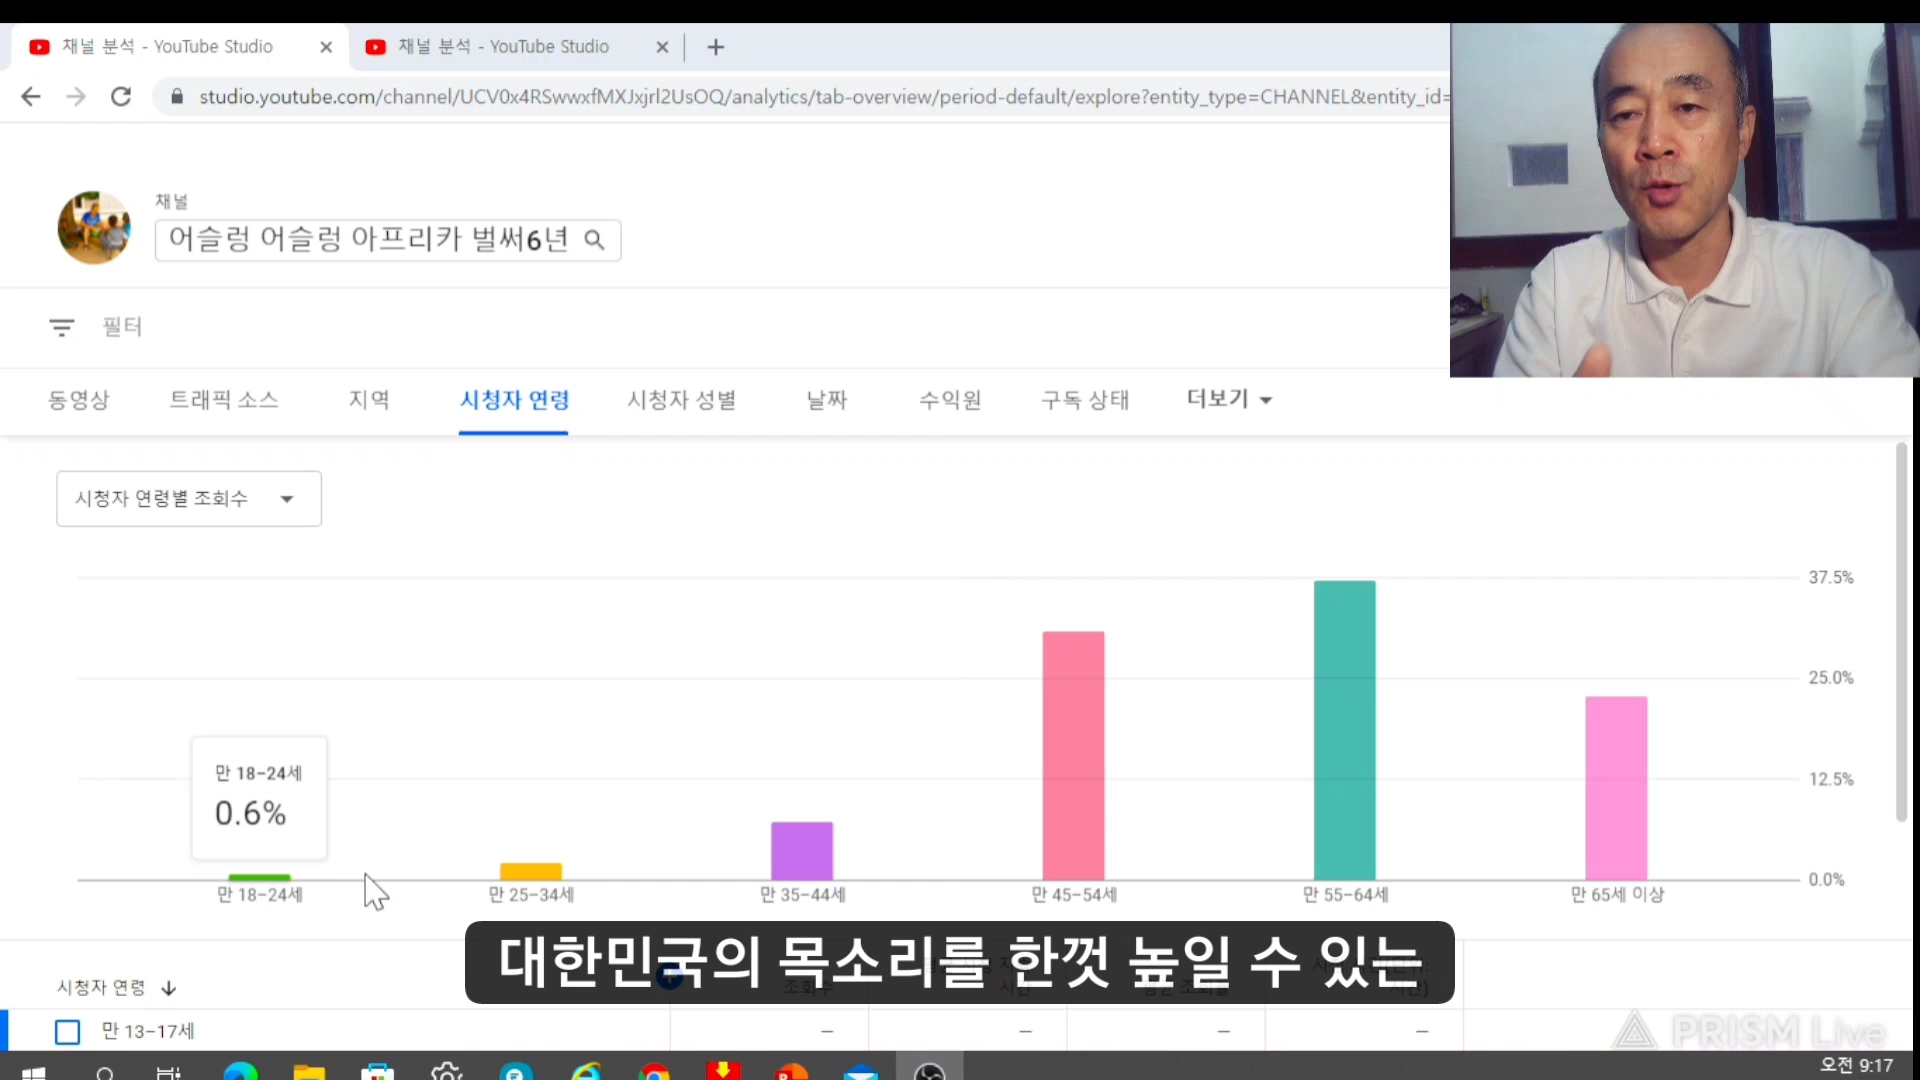 채널 분석 - YouTube Studio
채널 분석 - YouTube Studio
studio.youtube.com/channel/UCV0x4RSwwxfMXJxjrl2UsOQ/analytics/tab-overview/period-default/explore?entity_type=CHANNEL&entity_id=
채널
어슬렁 어슬렁 아프리카 벌써6년
필터
동영상 트래픽 소스 지역 시청자 연령 시청자 성별 날짜 수익원 구독 상태 더보기
시청자 연령별 조회수
37.5%
25.0%
12.5%
0.0%
만 18-24세
0.6%
만 18-24세 만 25-34세 만 35-44세 만 45-54세 만 55-64세 만 65세 이상
대한민국의 목소리를 한껏 높일 수 있는
시청자 연령
조회수
만 13-17세 – – – –
PRISM Live
오전 9:17